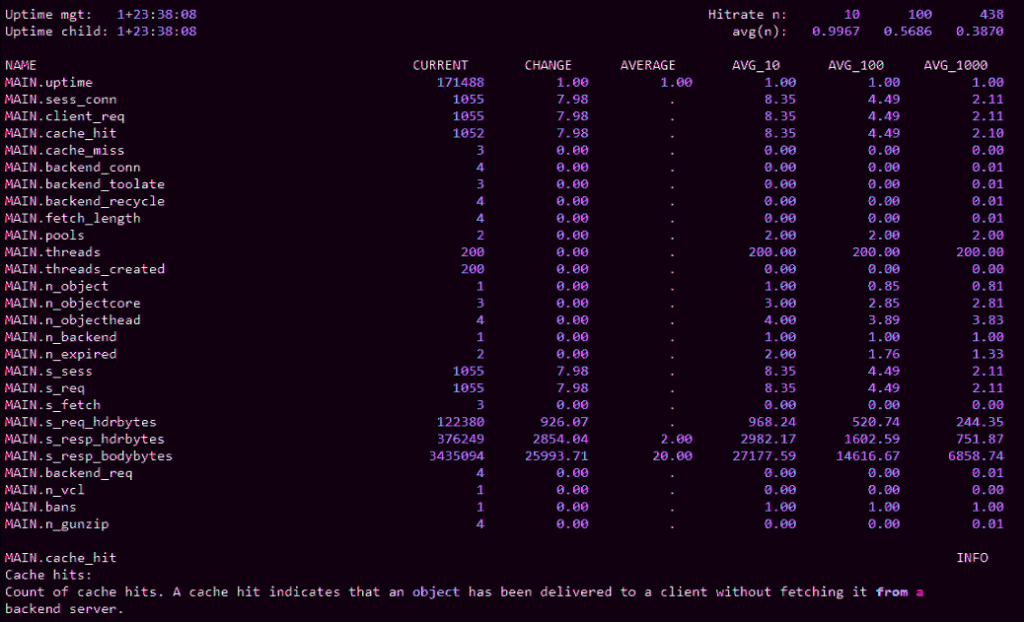 Uptime mgt:   1+23:38:08    Hitrate n:       10      100      438
Uptime child: 1+23:38:08    avg(n):   0.9967   0.5686   0.3870
NAME    CURRENT    CHANGE    AVERAGE    AVG_10    AVG_100    AVG_1000
MAIN.uptime    171488    1.00    1.00    1.00    1.00    1.00
MAIN.sess_conn    1055    7.98    .    8.35    4.49    2.11
MAIN.client_req    1055    7.98    .    8.35    4.49    2.11
MAIN.cache_hit    1052    7.98    .    8.35    4.49    2.10
MAIN.cache_miss    3    0.00    .    0.00    0.00    0.00
MAIN.backend_conn    4    0.00    .    0.00    0.00    0.01
MAIN.backend_toolate    3    0.00    .    0.00    0.00    0.01
MAIN.backend_recycle    4    0.00    .    0.00    0.00    0.01
MAIN.fetch_length    4    0.00    .    0.00    0.00    0.01
MAIN.pools    2    0.00    .    2.00    2.00    2.00
MAIN.threads    200    0.00    .    200.00    200.00    200.00
MAIN.threads_created    200    0.00    .    0.00    0.00    0.00
MAIN.n_object    1    0.00    .    1.00    0.85    0.81
MAIN.n_objectcore    3    0.00    .    3.00    2.85    2.81
MAIN.n_objecthead    4    0.00    .    4.00    3.89    3.83
MAIN.n_backend    1    0.00    .    1.00    1.00    1.00
MAIN.n_expired    2    0.00    .    2.00    1.76    1.33
MAIN.s_sess    1055    7.98    .    8.35    4.49    2.11
MAIN.s_req    1055    7.98    .    8.35    4.49    2.11
MAIN.s_fetch    3    0.00    .    0.00    0.00    0.00
MAIN.s_req_hdrbytes    122380    926.07    .    968.24    520.74    244.35
MAIN.s_resp_hdrbytes    376249    2854.04    2.00    2982.17    1602.59    751.87
MAIN.s_resp_bodybytes    3435094    25993.71    20.00    27177.59    14616.67    6858.74
MAIN.backend_req    4    0.00    .    0.00    0.00    0.01
MAIN.n_vcl    1    0.00    .    0.00    0.00    0.00
MAIN.bans    1    0.00    .    1.00    1.00    1.00
MAIN.n_gunzip    4    0.00    .    0.00    0.00    0.01
MAIN.cache_hit    INFO
Cache hits:
Count of cache hits. A cache hit indicates that an object has been delivered to a client without fetching it from a
backend server.